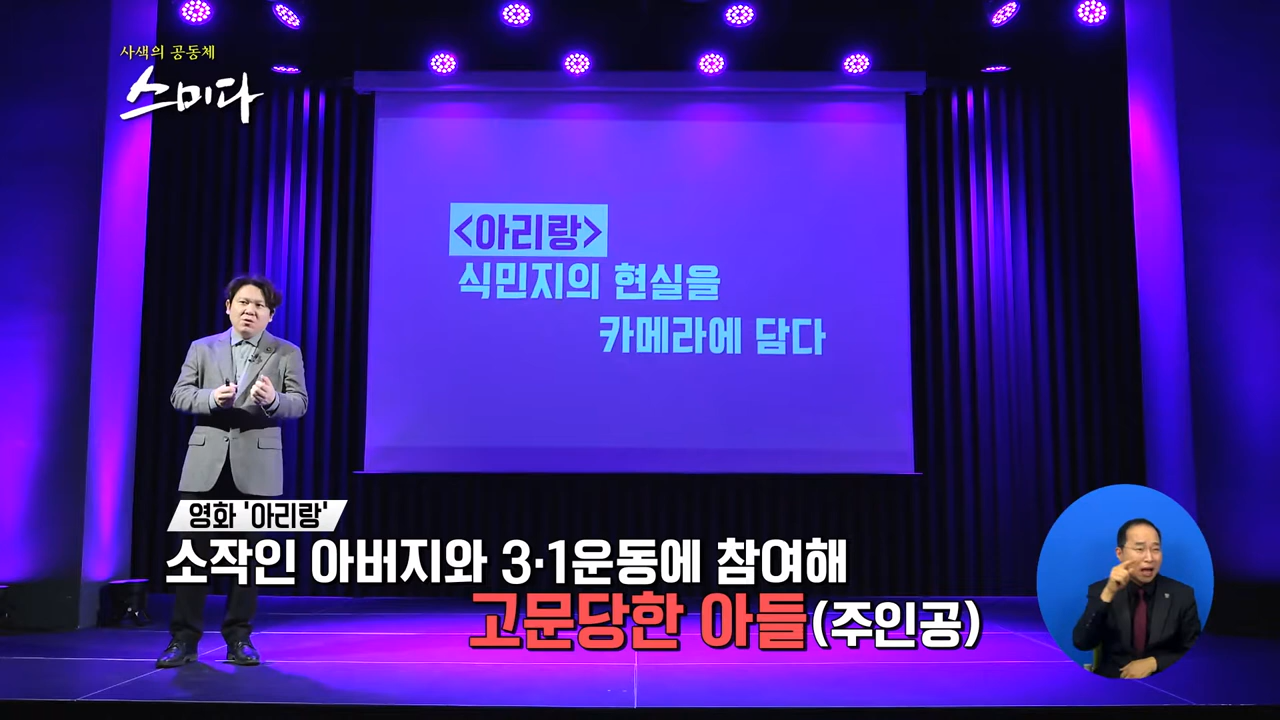 사색의 공동체
스미다
<아리랑>
식민지의 현실을
카메라에 담다
영화 '아리랑'
소작인 아버지와 3·1운동에 참여해
고문당한 아들(주인공)